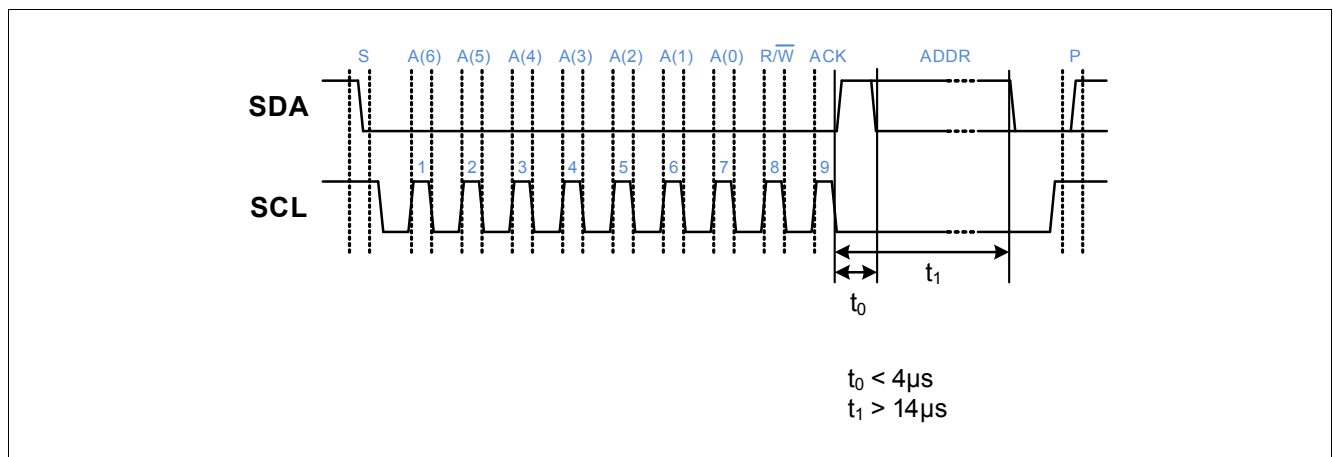 S A(6) A(5) A(4) A(3) A(2) A(1) A(0) R/W̅ ACK ADDR P
SDA
1 2 3 4 5 6 7 8 9
SCL
t₁
t₀
t₀ < 4µs
t₁ > 14µs